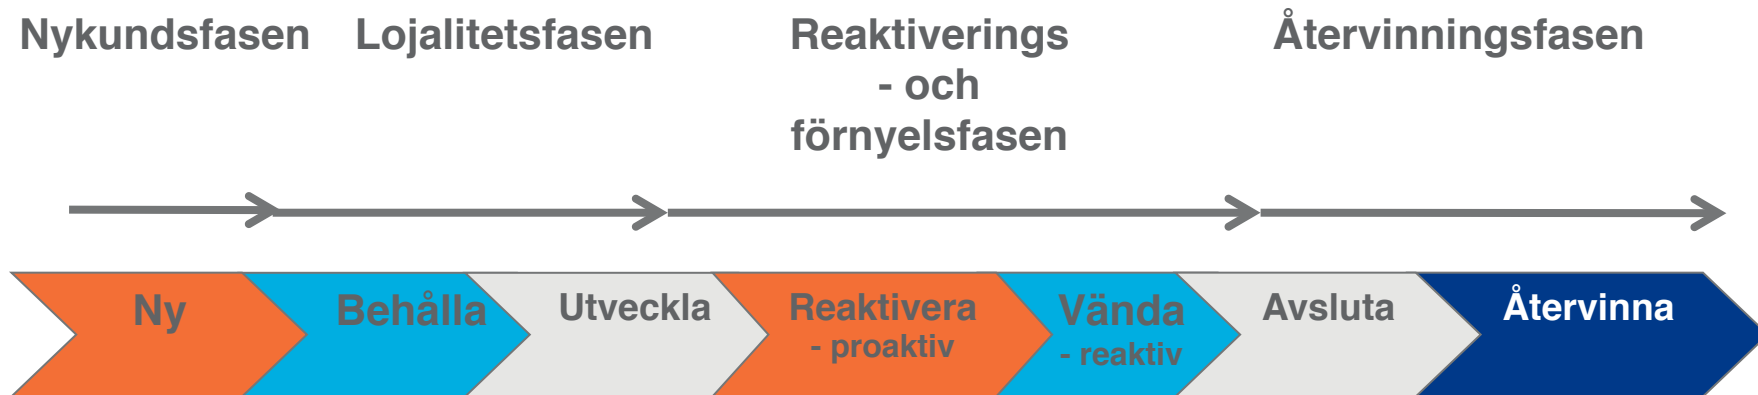 Nykundsfasen
Lojalitetsfasen
Reaktiverings
- och
förnyelsfasen
Återvinningsfasen
Ny
Behålla
Utveckla
Reaktivera
- proaktiv
Vända
- reaktiv
Avsluta
Återvinna